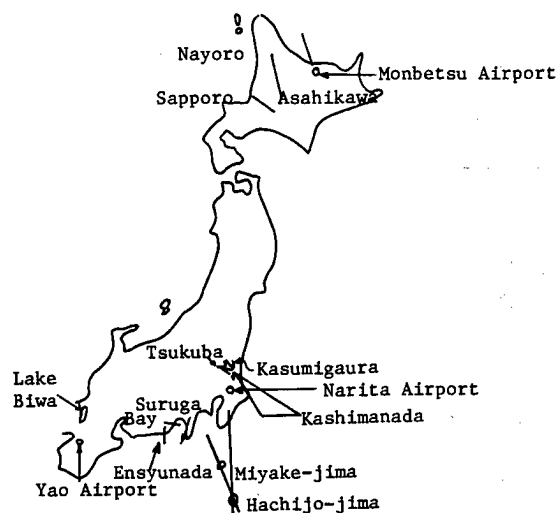 Nayoro
Monbetsu Airport
Sapporo
Asahikawa
Tsukuba
Kasumigaura
Lake
Biwa
Narita Airport
Suruga
Bay
Kashimanada
Ensyunada
Miyake-jima
Yao Airport
Hachijo-jima